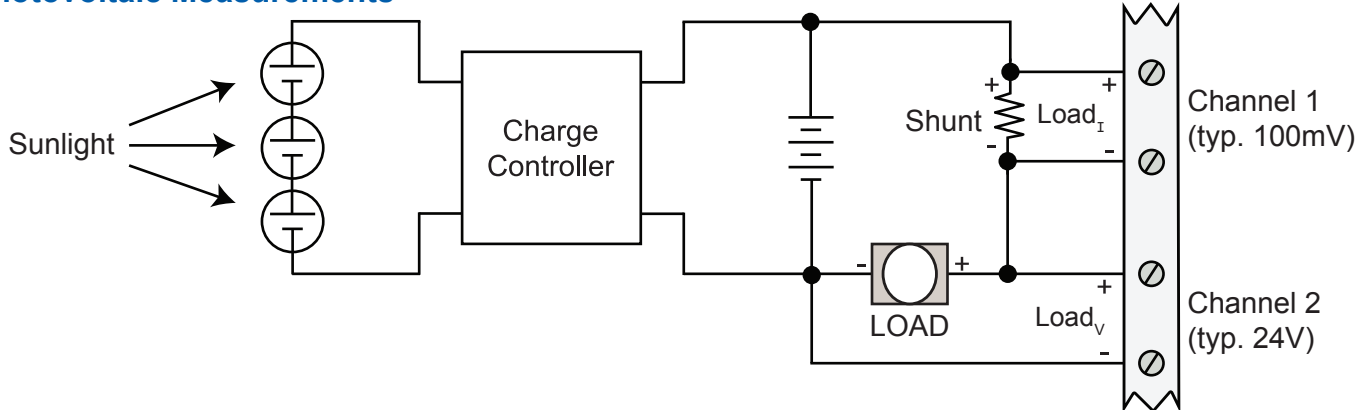 Sunlight
Charge
Controller
+
Shunt
-
Load_I
+
-
Channel 1
(typ. 100mV)
-
+
LOAD
+
Load_V
-
Channel 2
(typ. 24V)